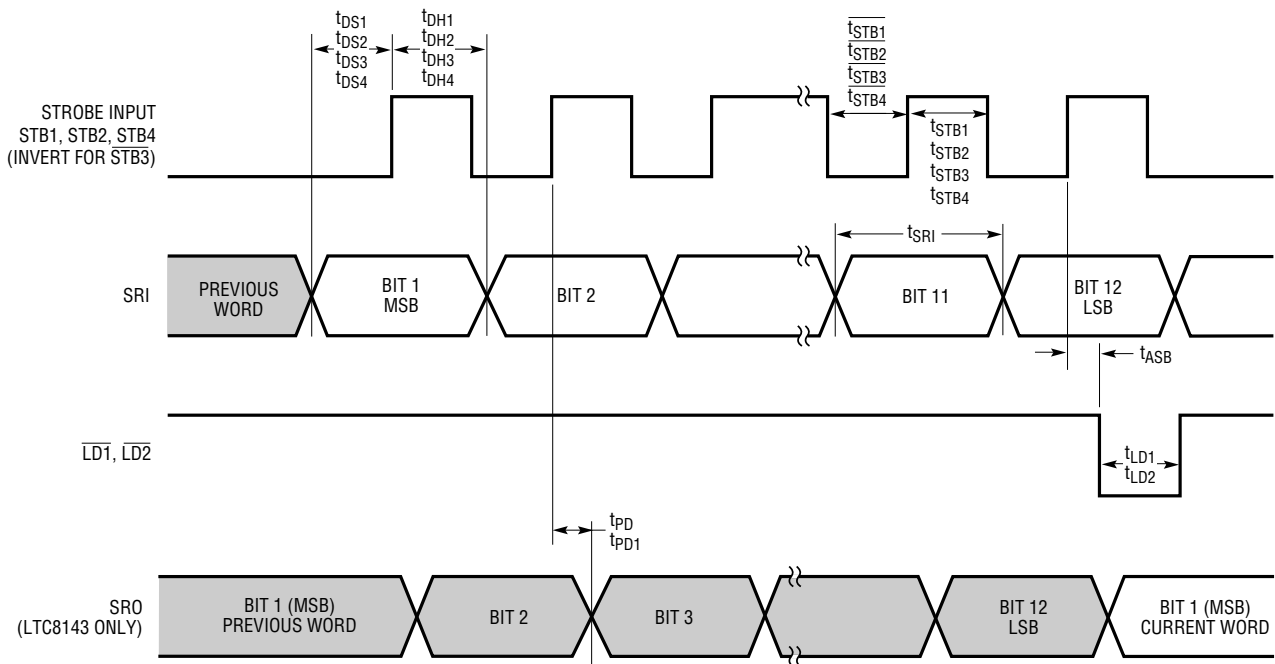 tDS1
tDS2
tDS3
tDS4
tDH1
tDH2
tDH3
tDH4
tSTB1
tSTB2
tSTB3
tSTB4
STROBE INPUT
STB1, STB2, STB4
(INVERT FOR STB3)
tSTB1
tSTB2
tSTB3
tSTB4
tSRI
SRI
PREVIOUS
WORD
BIT 1
MSB
BIT 2
BIT 11
BIT 12
LSB
tASB
LD1, LD2
tLD1
tLD2
tPD
tPD1
SRO
(LTC8143 ONLY)
BIT 1 (MSB)
PREVIOUS WORD
BIT 2
BIT 3
BIT 12
LSB
BIT 1 (MSB)
CURRENT WORD